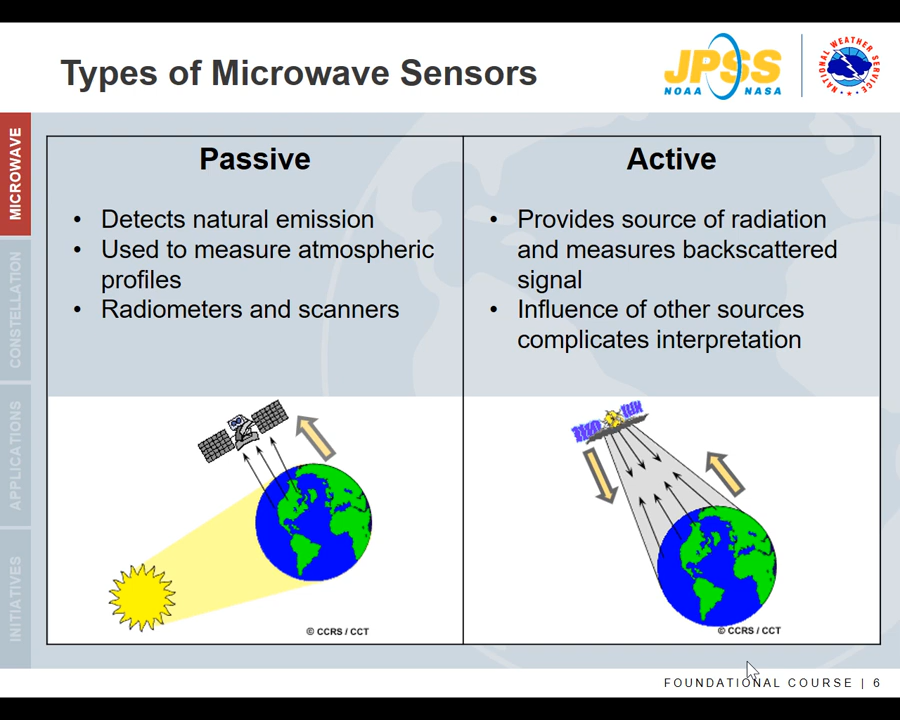 Types of Microwave Sensors
JPSS
NOAA NASA
NATIONAL WEATHER SERVICE
MICROWAVE
CONSTELLATION
APPLICATIONS
INITIATIVES
Passive
• Detects natural emission
• Used to measure atmospheric
profiles
• Radiometers and scanners
© CCRS / CCT
Active
• Provides source of radiation
and measures backscattered
signal
• Influence of other sources
complicates interpretation
© CCRS / CCT
FOUNDATIONAL COURSE | 6